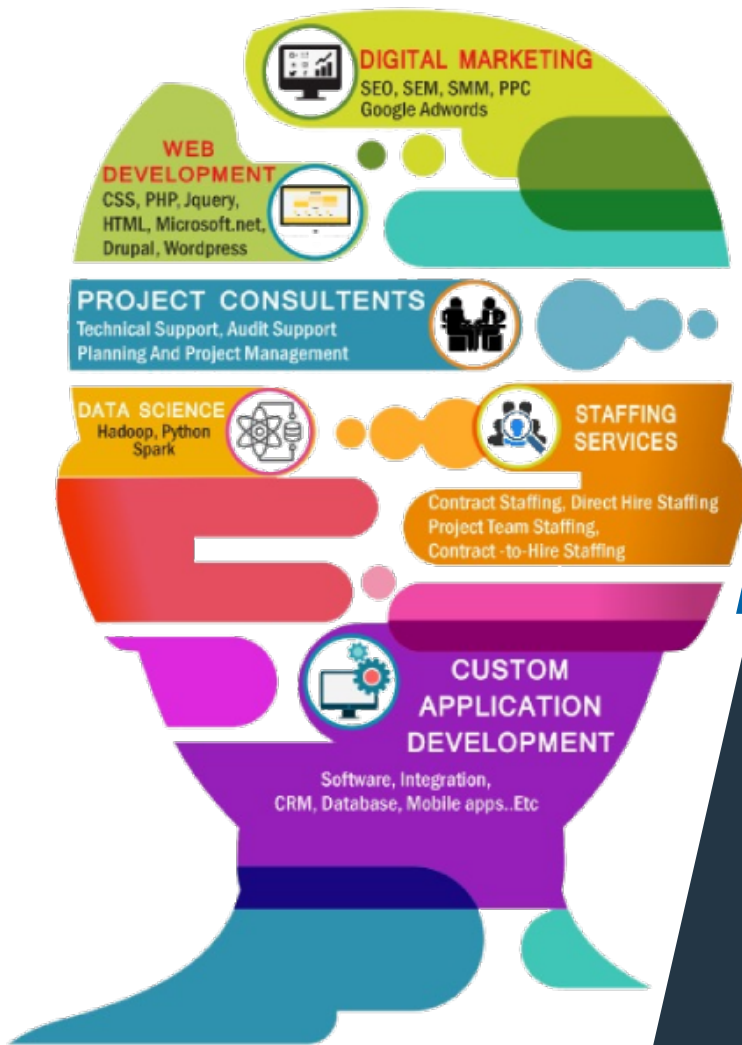 DIGITAL MARKETING
SEO, SEM, SMM, PPC
Google Adwords
WEB
DEVELOPMENT
CSS, PHP, Jquery,
HTML, Microsoft.net,
Drupal, Wordpress
PROJECT CONSULTENTS
Technical Support, Audit Support
Planning And Project Management
DATA SCIENCE
Hadoop, Python
Spark
STAFFING
SERVICES
Contract Staffing, Direct Hire Staffing
Project Team Staffing,
Contract -to-Hire Staffing
CUSTOM
APPLICATION
DEVELOPMENT
Software, Integration,
CRM, Database, Mobile apps..Etc